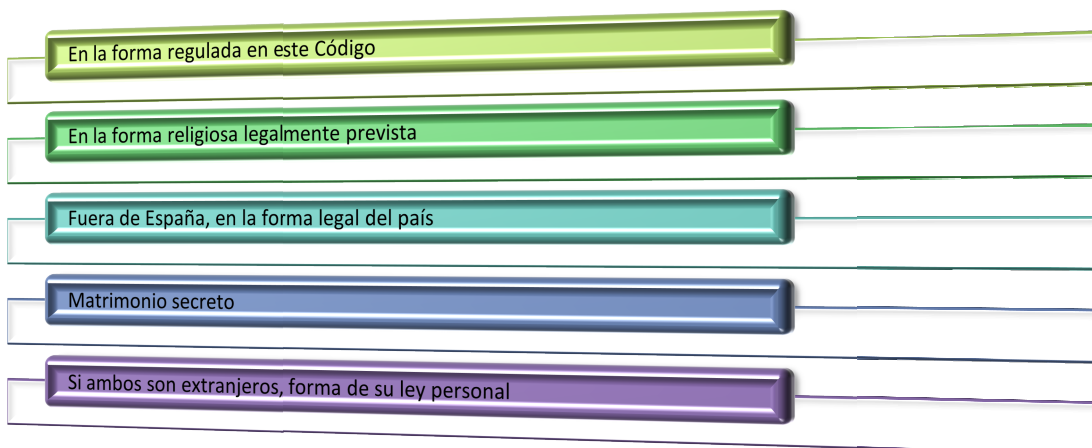 En la forma regulada en este Código
En la forma religiosa legalmente prevista
Fuera de España, en la forma legal del país
Matrimonio secreto
Si ambos son extranjeros, forma de su ley personal